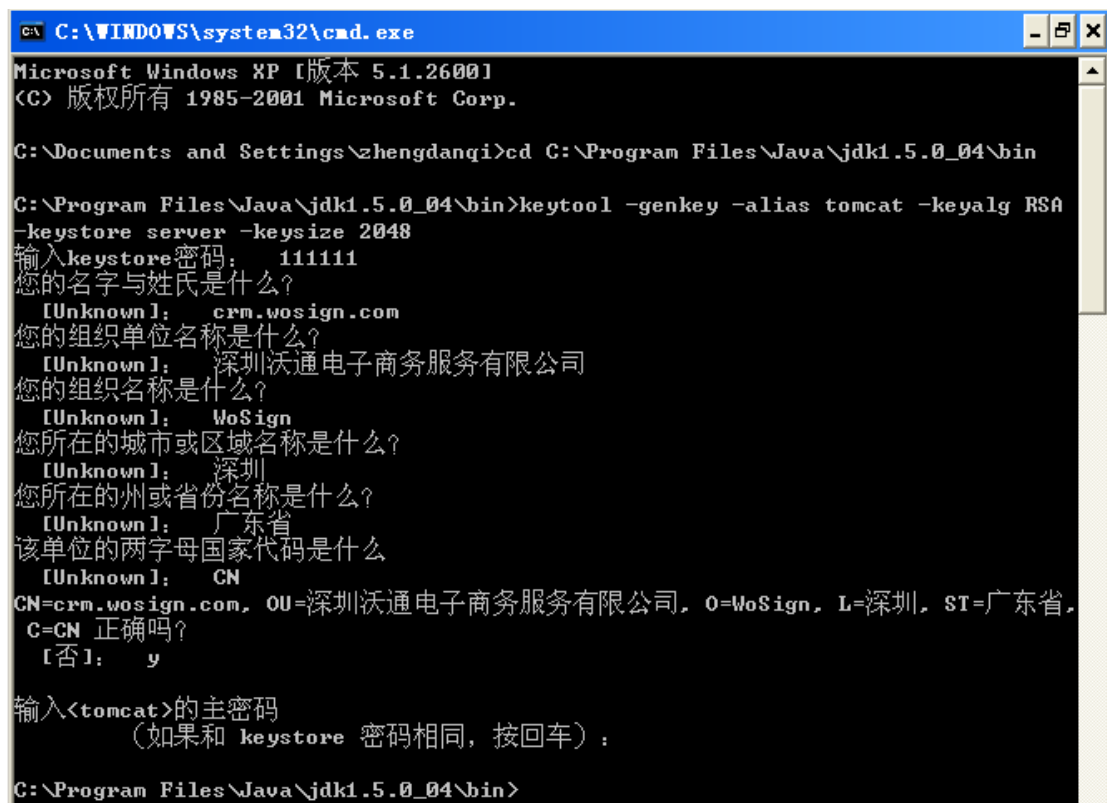 C:\WINDOWS\system32\cmd.exe
Microsoft Windows XP [版本 5.1.2600]
(C) 版权所有 1985-2001 Microsoft Corp.
C:\Documents and Settings\zhengdanqi>cd C:\Program Files\Java\jdk1.5.0_04\bin
C:\Program Files\Java\jdk1.5.0_04\bin>keytool -genkey -alias tomcat -keyalg RSA
-keystore server -keysize 2048
输入keystore密码： 111111
您的名字与姓氏是什么？
[Unknown]： crm.wosign.com
您的组织单位名称是什么？
[Unknown]： 深圳沃通电子商务服务有限公司
您的组织名称是什么？
[Unknown]： WoSign
您所在的城市或区域名称是什么？
[Unknown]： 深圳
您所在的州或省份名称是什么？
[Unknown]： 广东省
该单位的两字母国家代码是什么
[Unknown]： CN
CN=crm.wosign.com, OU=深圳沃通电子商务服务有限公司, O=WoSign, L=深圳, ST=广东省,
C=CN 正确吗？
[否]： y
输入<tomcat>的主密码
（如果和 keystore 密码相同，按回车）：
C:\Program Files\Java\jdk1.5.0_04\bin>